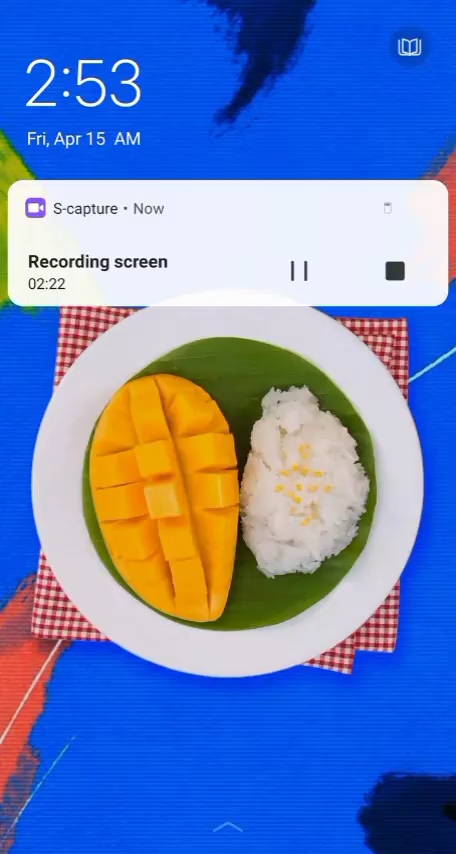 2:53
Fri, Apr 15 AM
S-capture • Now
Recording screen
02:22